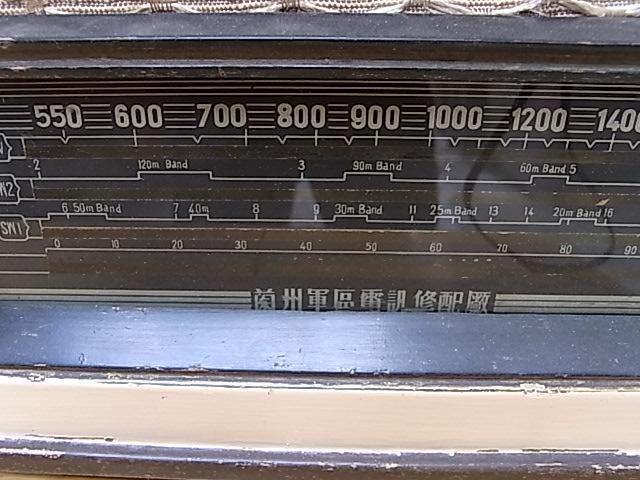 550 600 700 800 900 1000 1200 1400
2 120m Band 3 90m Band 4 60m Band 5
W2
6 50m Band 7 40m 8 9 30m Band 11 25m Band 13 14 20m Band 16
SW1
0 10 20 30 40 50 60 70 80 90
蘭州軍區電訊修配廠